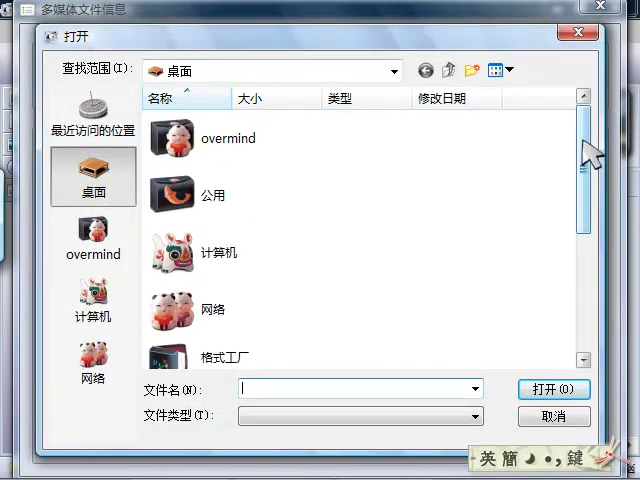 多媒体文件信息
打开
查找范围(I):
桌面
名称 大小 类型 修改日期
最近访问的位置
桌面
overmind
计算机
网络
overmind
公用
计算机
网络
格式工厂
文件名(N):
打开(O)
文件类型(T):
取消
英 簡 , 鍵